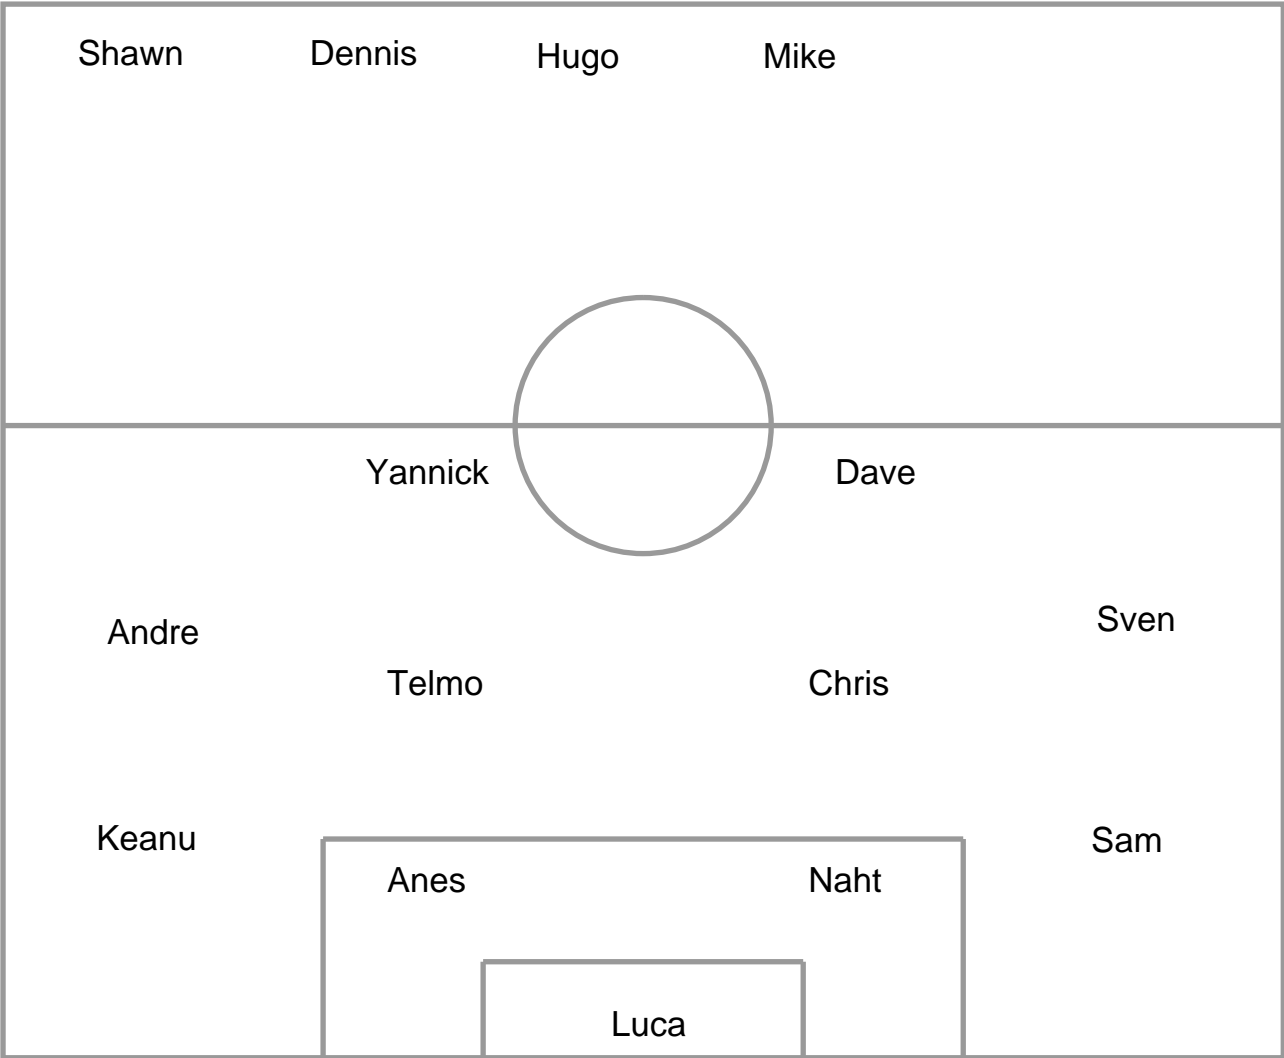 Shawn Dennis Hugo Mike
Yannick Dave
Andre Sven
Telmo Chris
Keanu Sam
Anes Naht
Luca